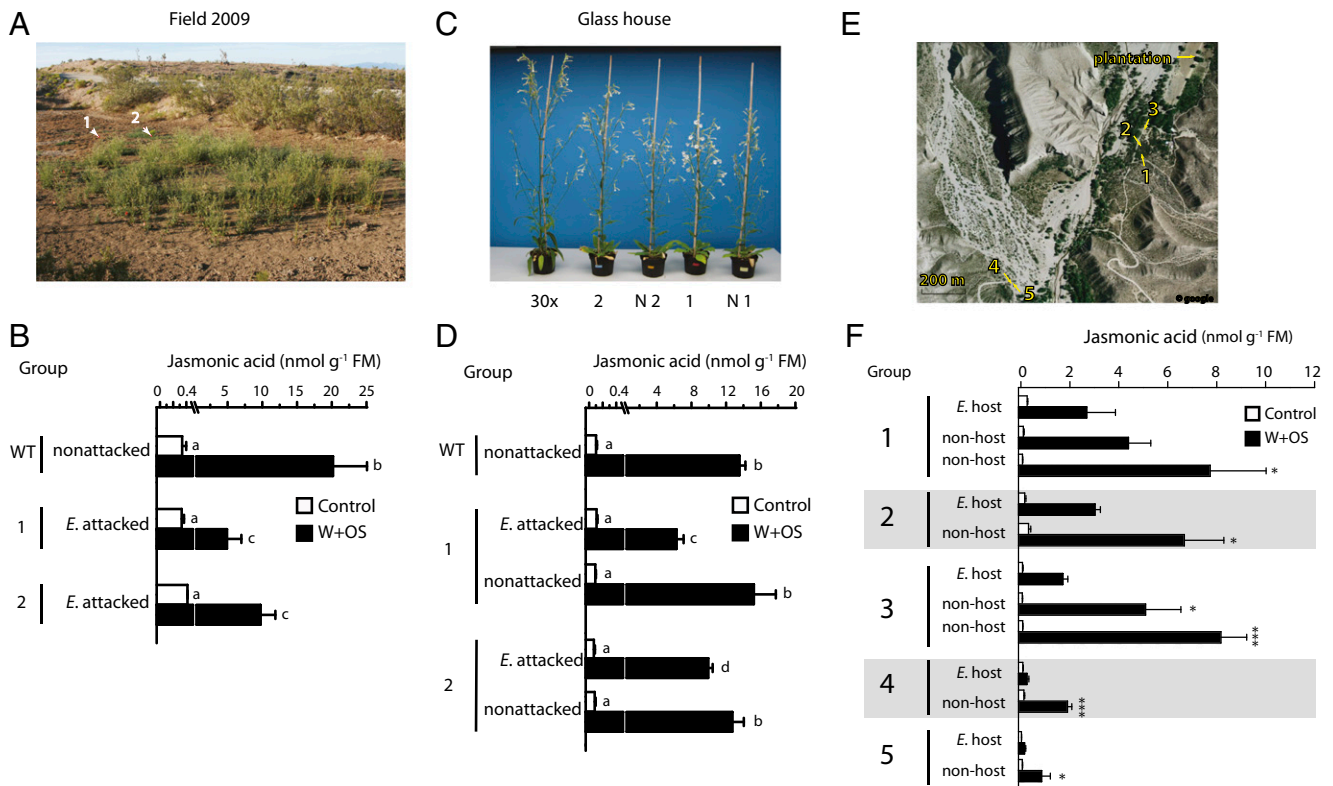 A
Field 2009
1
2
B
Group
Jasmonic acid (nmol g⁻¹ FM)
0 0.4 5 10 15 20 25
WT
nonattacked
a
b
Control
W+OS
1
E. attacked
a
c
2
E. attacked
a
c
C
Glass house
30x 2 N 2 1 N 1
D
Group
Jasmonic acid (nmol g⁻¹ FM)
0 0.4 4 8 12 16 20
WT
nonattacked
a
b
Control
W+OS
1
E. attacked
a
c
nonattacked
a
b
2
E. attacked
a
d
nonattacked
a
b
E
plantation
3
2
1
4
5
200 m
© google
F
Jasmonic acid (nmol g⁻¹ FM)
Group
0 2 4 6 8 10 12
Control
W+OS
1
E. host
non-host
non-host
*
2
E. host
non-host
*
3
E. host
non-host
*
non-host
***
4
E. host
non-host
***
5
E. host
non-host
*